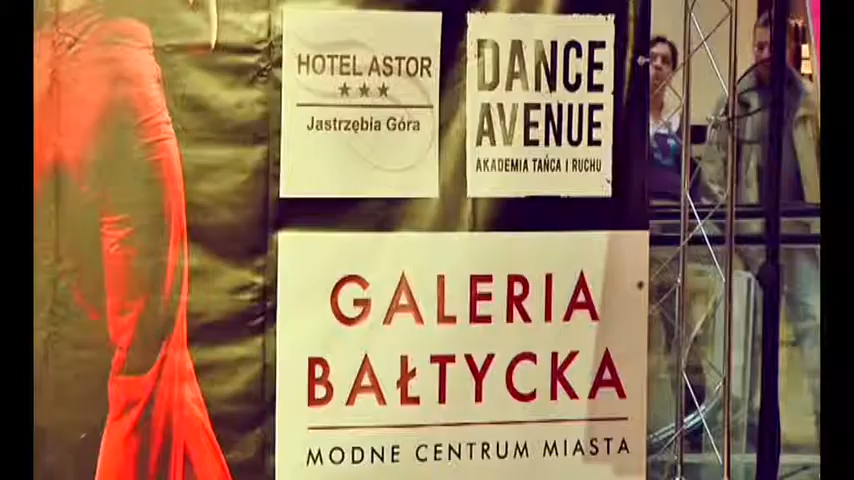 HOTEL ASTOR
★★★
Jastrzębia Góra
DANCE
AVENUE
AKADEMIA TAŃCA I RUCHU
GALERIA
BAŁTYCKA
MODNE CENTRUM MIASTA